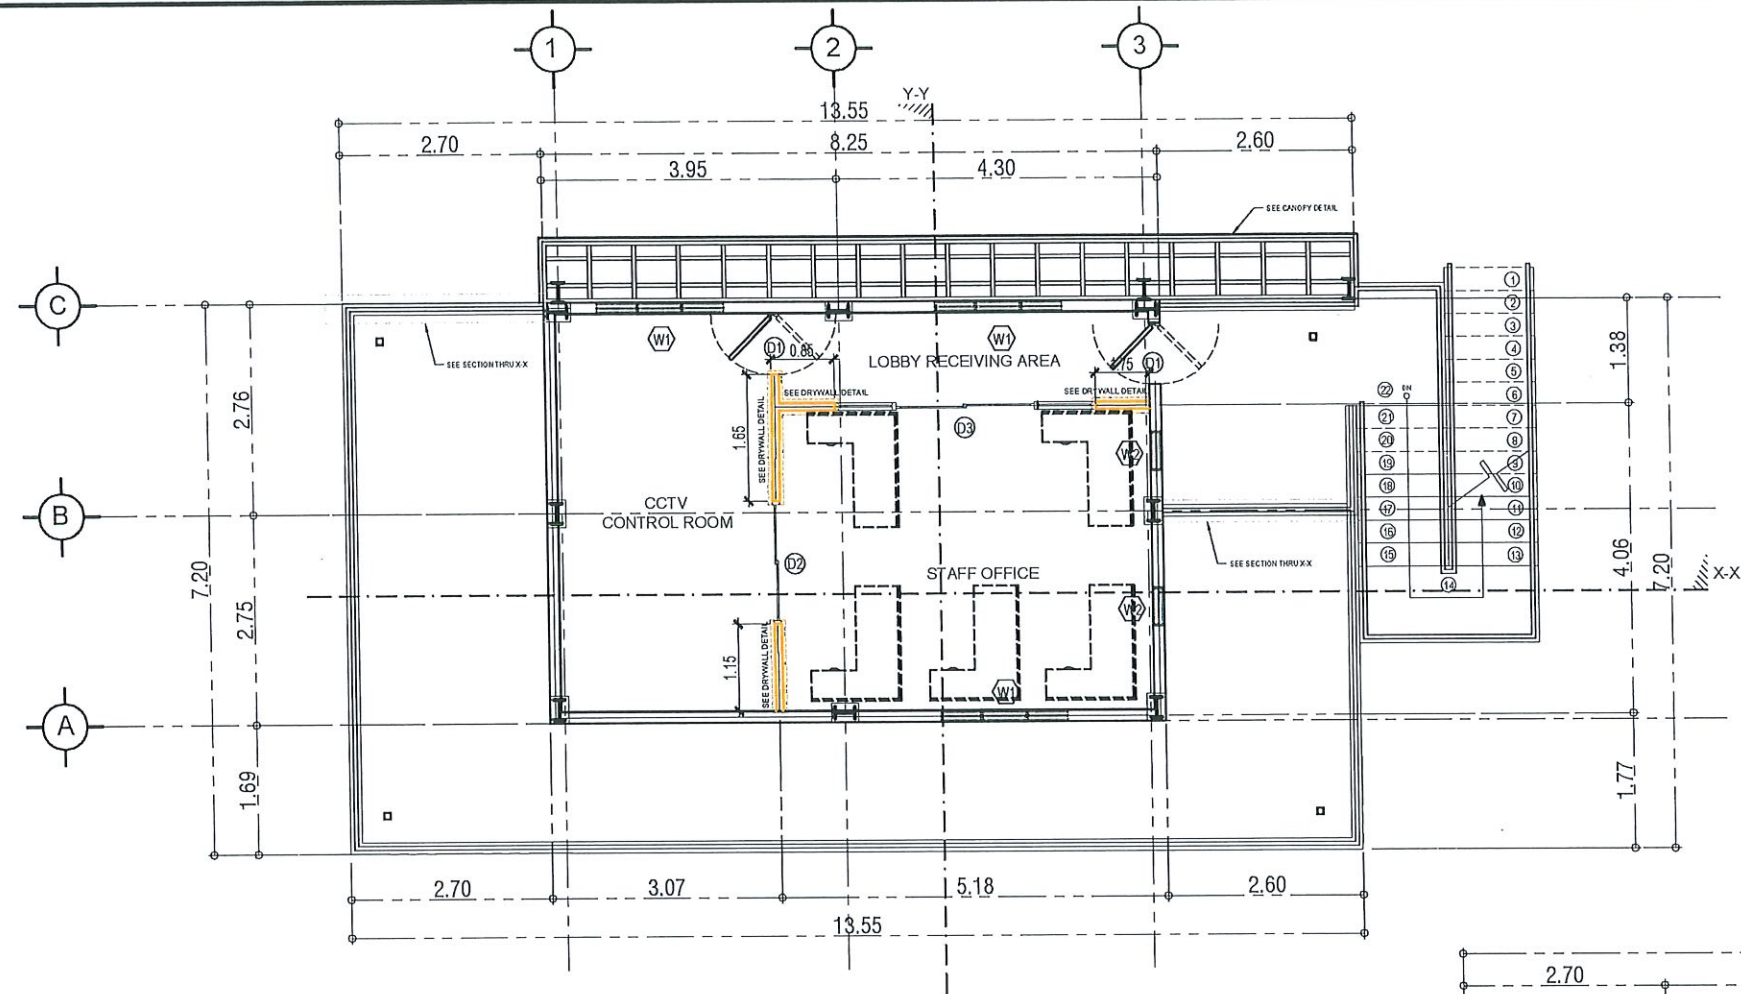 1
2
3
Y-Y
13.55
2.70
8.25
2.60
3.95
4.30
SEE CANOPY DETAIL
C
SEE SECTION THRU X-X
W1
D1
0.85
W1
LOBBY RECEIVING AREA
.75
D1
SEE DRYWALL DETAIL
SEE DRYWALL DETAIL
1
2
3
4
5
6
7
8
9
10
11
12
13
14
15
16
17
18
19
20
21
22
DN
1.38
2.76
1.65
SEE DRYWALL DETAIL
D3
W2
B
CCTV
CONTROL ROOM
SEE SECTION THRU X-X
D2
STAFF OFFICE
W2
7.20
2.75
4.06
7.20
X-X
1.15
SEE DRYWALL DETAIL
W1
A
1.69
1.77
2.70
3.07
5.18
2.60
13.55
2.70